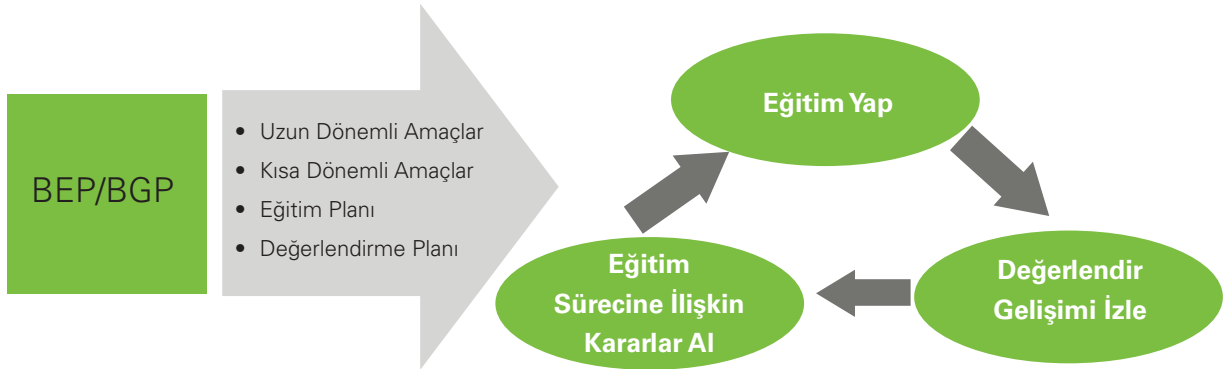 BEP/BGP
• Uzun Dönemli Amaçlar
• Kısa Dönemli Amaçlar
• Eğitim Planı
• Değerlendirme Planı
Eğitim Yap
Değerlendir
Gelişimi İzle
Eğitim
Sürecine İlişkin
Kararlar Al